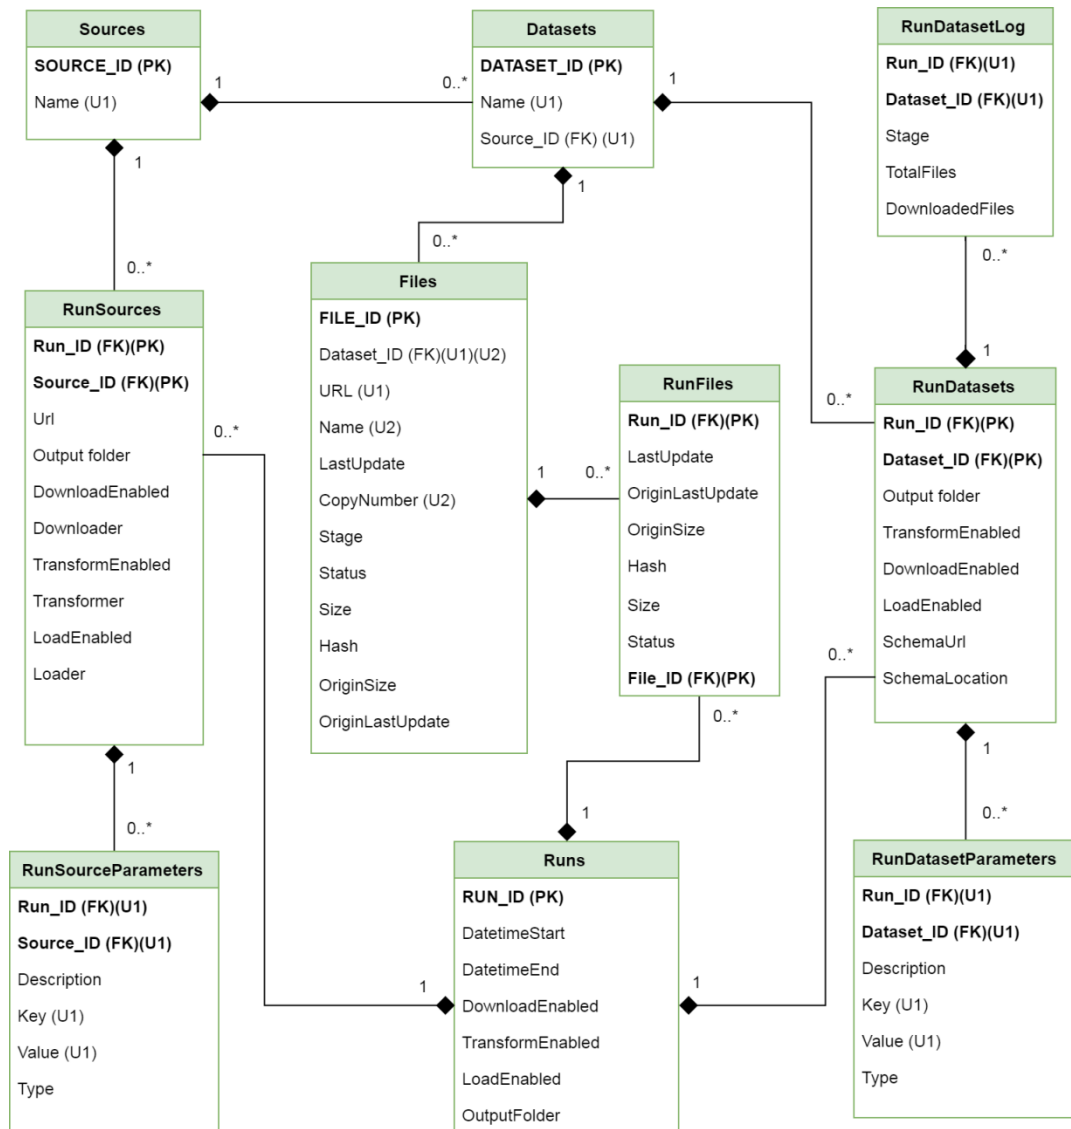 Sources
SOURCE_ID (PK)
Name (U1)
1
0..*
1
0..*
Datasets
DATASET_ID (PK)
Name (U1)
Source_ID (FK) (U1)
1
1
0..*
0..*
RunDatasetLog
Run_ID (FK)(U1)
Dataset_ID (FK)(U1)
Stage
TotalFiles
DownloadedFiles
0..*
1
RunSources
Run_ID (FK)(PK)
Source_ID (FK)(PK)
Url
Output folder
DownloadEnabled
Downloader
TransformEnabled
Transformer
LoadEnabled
Loader
0..*
1
0..*
Files
FILE_ID (PK)
Dataset_ID (FK)(U1)(U2)
URL (U1)
Name (U2)
LastUpdate
CopyNumber (U2)
Stage
Status
Size
Hash
OriginSize
OriginLastUpdate
1
0..*
RunFiles
Run_ID (FK)(PK)
LastUpdate
OriginLastUpdate
OriginSize
Hash
Size
Status
File_ID (FK)(PK)
0..*
1
RunDatasets
Run_ID (FK)(PK)
Dataset_ID (FK)(PK)
Output folder
TransformEnabled
DownloadEnabled
LoadEnabled
SchemaUrl
SchemaLocation
0..*
1
0..*
RunSourceParameters
Run_ID (FK)(U1)
Source_ID (FK)(U1)
Description
Key (U1)
Value (U1)
Type
1
Runs
RUN_ID (PK)
DatetimeStart
DatetimeEnd
DownloadEnabled
TransformEnabled
LoadEnabled
OutputFolder
1
RunDatasetParameters
Run_ID (FK)(U1)
Dataset_ID (FK)(U1)
Description
Key (U1)
Value (U1)
Type